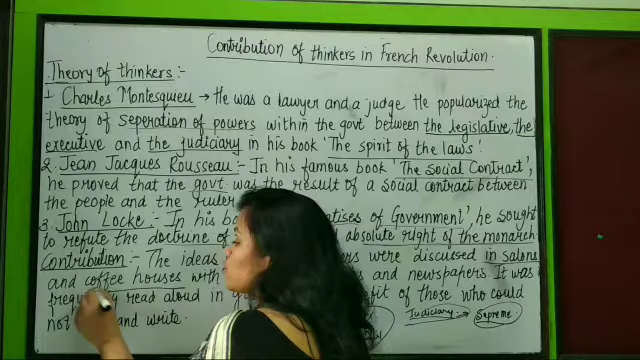 Contribution of thinkers in French Revolution.
Theory of thinkers :-
1. Charles Montesquieu → He was a lawyer and a judge. He popularized the
theory of seperation of powers within the govt between the legislative, the
executive and the judiciary in his book 'The spirit of the laws'.
2. Jean Jacques Rousseau :- In his famous book 'The Social Contract',
he proved that the govt was the result of a social contract between
the people and the ruler
3. John Locke :- In his of Government', he sought
to refute the doctrine of absolute right of the monarch
Contribution :- The ideas were discussed in salons
and coffee houses with and newspapers. It was
read aloud in of those who could
not and write.
Judiciary → Supreme